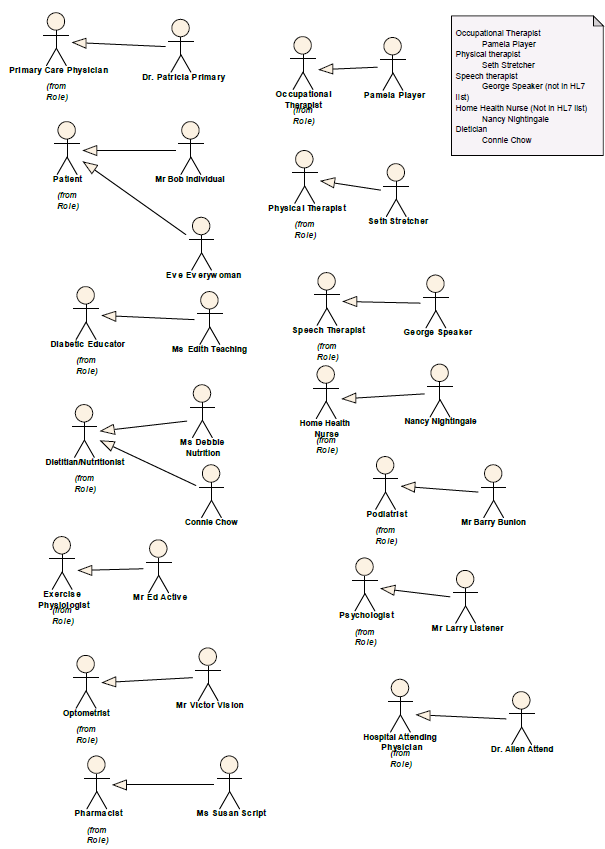 Primary Care Physician
(from
Role)
Dr. Patricia Primary
Patient
(from
Role)
Mr Bob Individual
Eve Everywoman
Diabetic Educator
(from
Role)
Ms Edith Teaching
Dietitian/Nutritionist
(from
Role)
Ms Debbie
Nutrition
Connie Chow
Exercise
Physiologist
(from
Role)
Mr Ed Active
Optometrist
(from
Role)
Mr Victor Vision
Pharmacist
(from
Role)
Ms Susan Script
Occupational
Therapist
(from
Role)
Pamela Player
Physical Therapist
(from
Role)
Seth Stretcher
Speech Therapist
(from
Role)
George Speaker
Home Health
Nurse
(from
Role)
Nancy Nightingale
Podiatrist
(from
Role)
Mr Barry Bunion
Psychologist
(from
Role)
Mr Larry Listener
Hospital Attending
Physician
(from
Role)
Dr. Allen Attend
Occupational Therapist
Pamela Player
Physical therapist
Seth Stretcher
Speech therapist
George Speaker (not in HL7
list)
Home Health Nurse (Not in HL7 list)
Nancy Nightingale
Dietician
Connie Chow